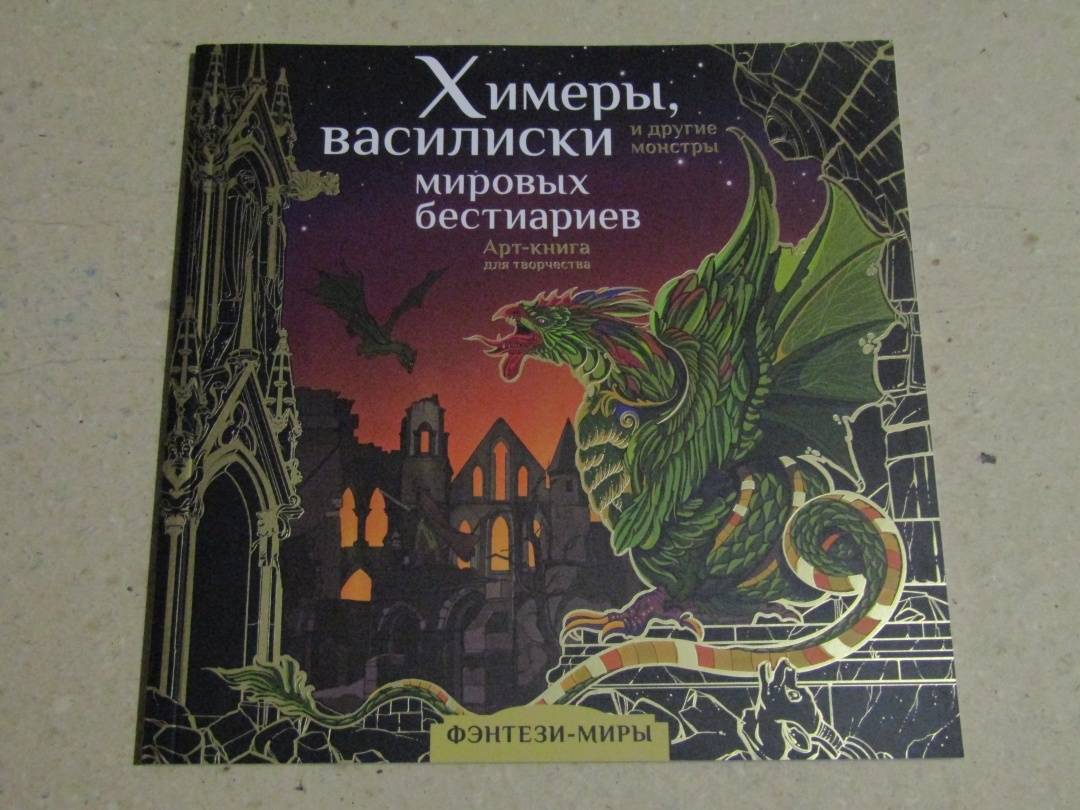 Химеры,
василиски
и другие
монстры
мировых
бестиариев
Арт-книга
для творчества
ФЭНТЕЗИ-МИРЫ